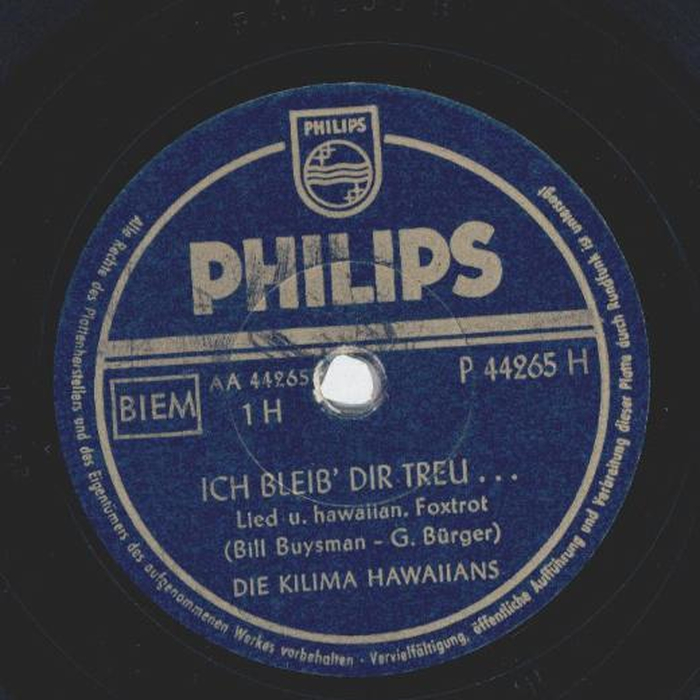 PHILIPS
PHILIPS
BIEM
AA 44265
1 H
P 44265 H
ICH BLEIB' DIR TREU . . .
Lied u. hawaiian. Foxtrot
(Bill Buysman - G. Bürger)
DIE KILIMA HAWAIIANS
Alle Rechte des Plattenherstellers und des Eigentümers des aufgenommenen Werkes vorbehalten · Vervielfältigung, öffentliche Aufführung und Verbreitung dieser Platte durch Rundfunk ist untersagt!